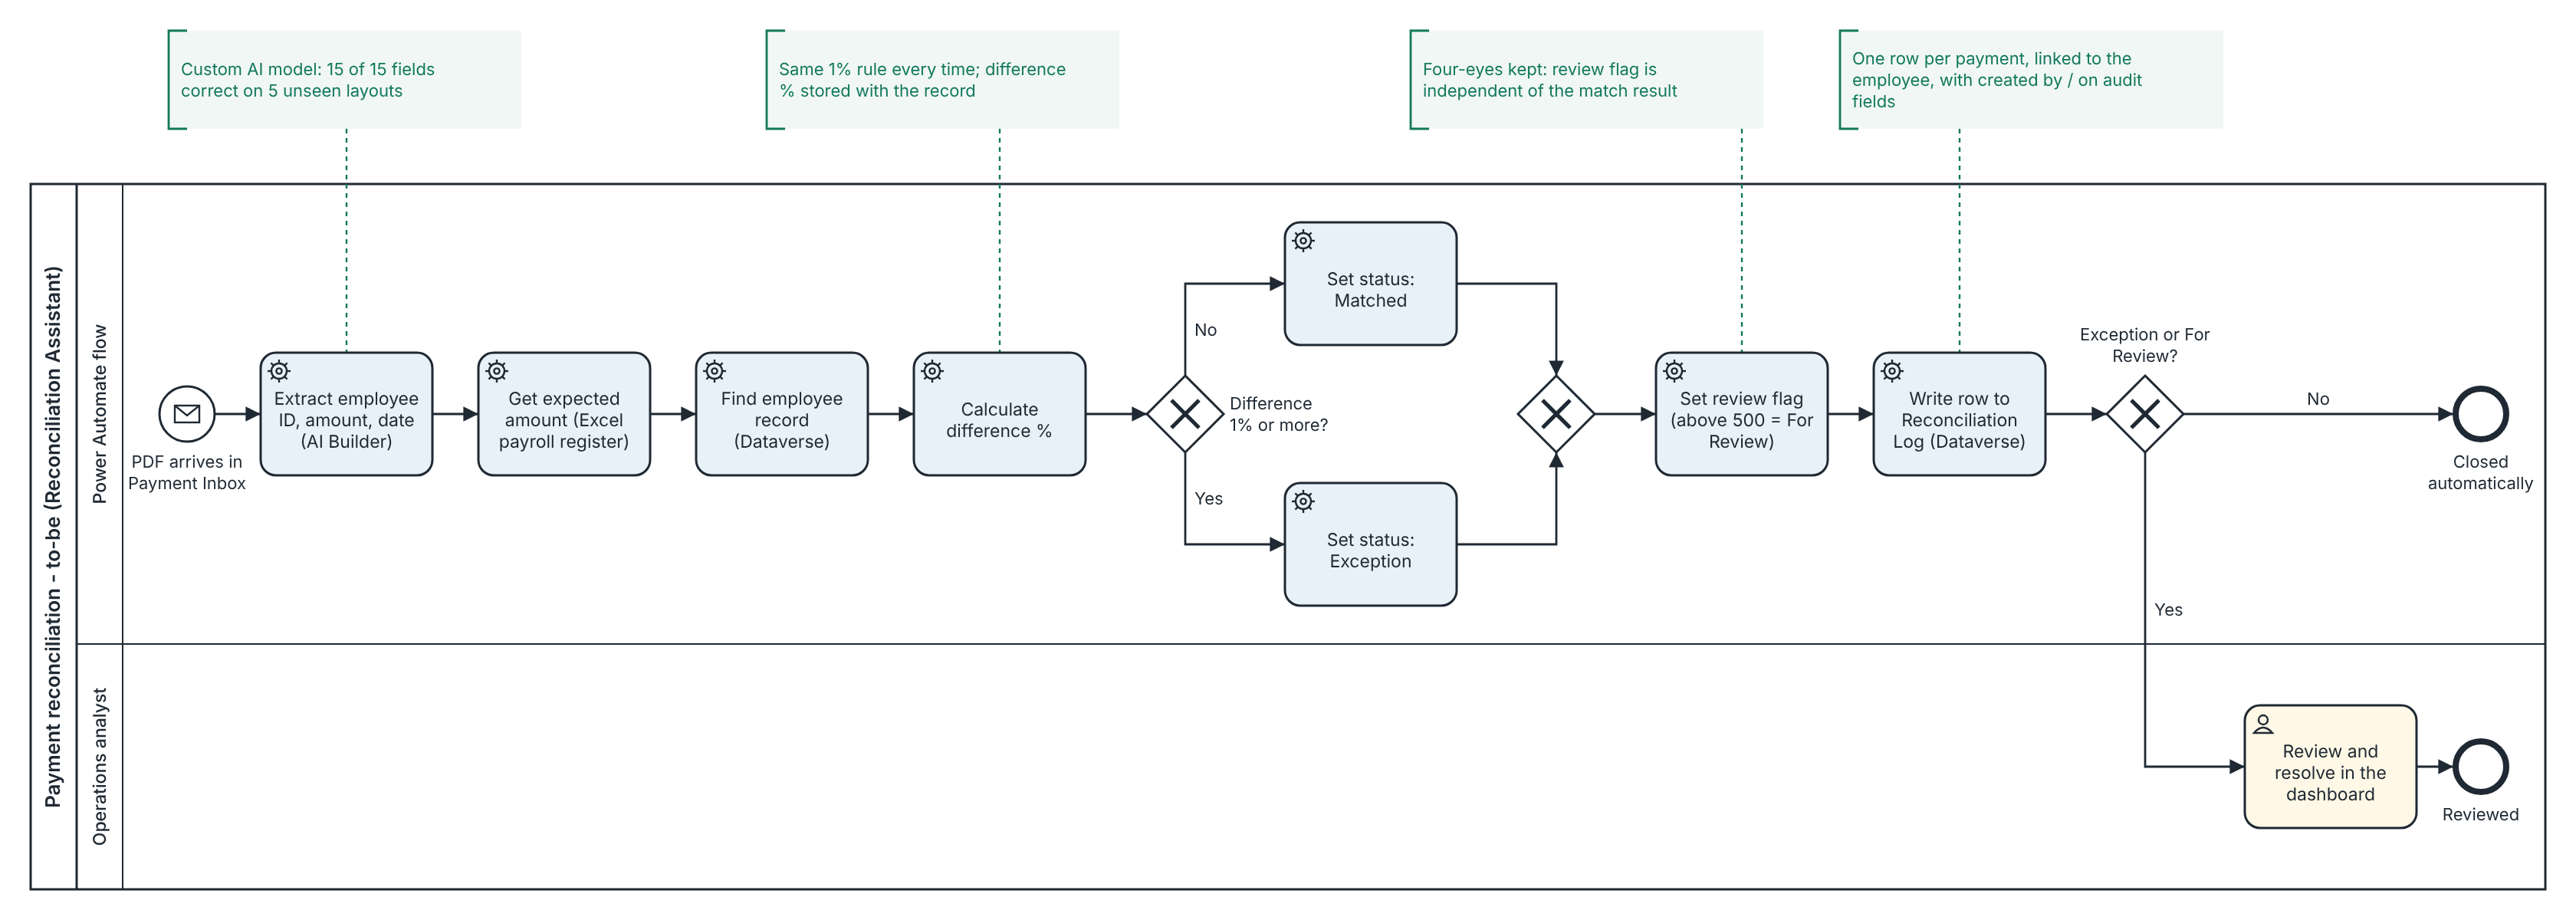 Custom AI model: 15 of 15 fields
correct on 5 unseen layouts
Same 1% rule every time; difference
% stored with the record
Four-eyes kept: review flag is
independent of the match result
One row per payment, linked to the
employee, with created by / on audit
fields
Payment reconciliation - to-be (Reconciliation Assistant)
Power Automate flow
PDF arrives in
Payment Inbox
Extract employee
ID, amount, date
(AI Builder)
Get expected
amount (Excel
payroll register)
Find employee
record
(Dataverse)
Calculate
difference %
Difference
1% or more?
No
Set status:
Matched
Yes
Set status:
Exception
Set review flag
(above 500 = For
Review)
Write row to
Reconciliation
Log (Dataverse)
Exception or For
Review?
No
Closed
automatically
Yes
Operations analyst
Review and
resolve in the
dashboard
Reviewed